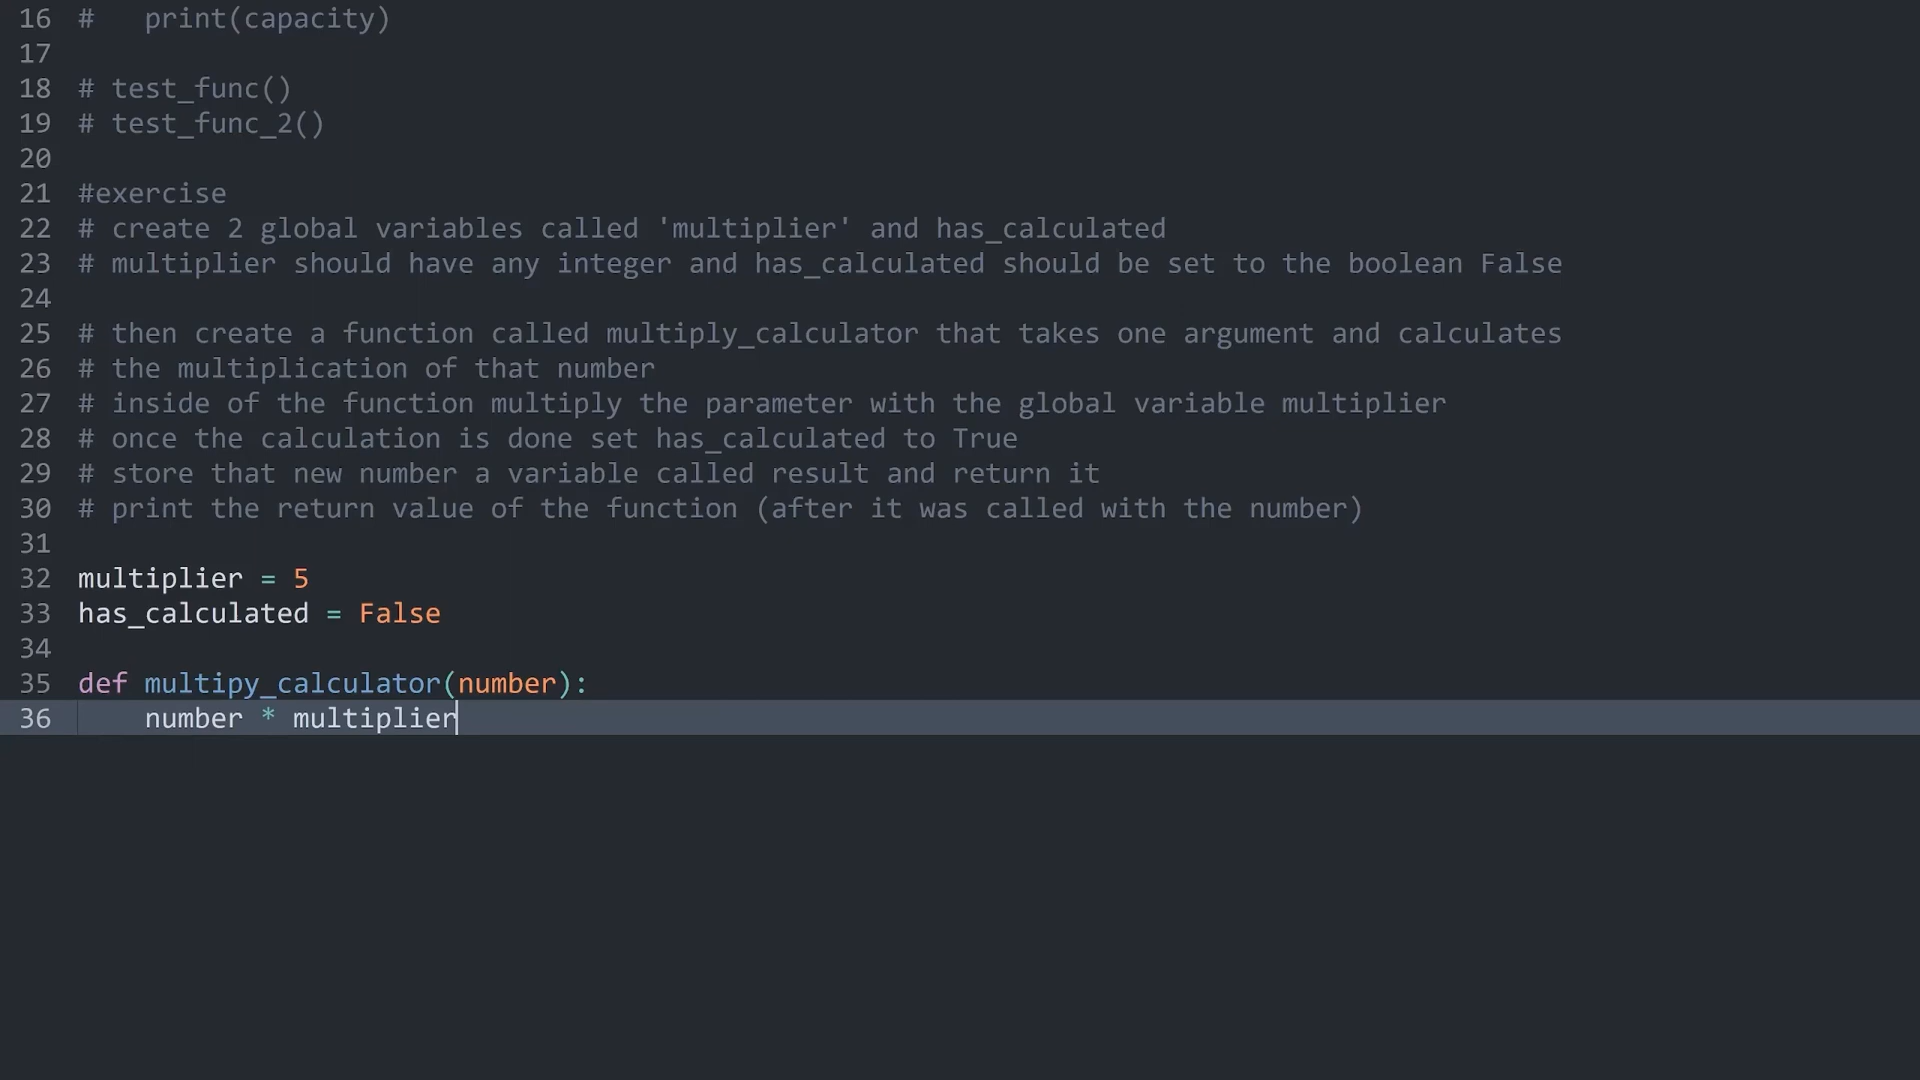 16 #   print(capacity)
17
18 # test_func()
19 # test_func_2()
20
21 #exercise
22 # create 2 global variables called 'multiplier' and has_calculated
23 # multiplier should have any integer and has_calculated should be set to the boolean False
24
25 # then create a function called multiply_calculator that takes one argument and calculates
26 # the multiplication of that number
27 # inside of the function multiply the parameter with the global variable multiplier
28 # once the calculation is done set has_calculated to True
29 # store that new number a variable called result and return it
30 # print the return value of the function (after it was called with the number)
31
32 multiplier = 5
33 has_calculated = False
34
35 def multipy_calculator(number):
36     number * multiplier